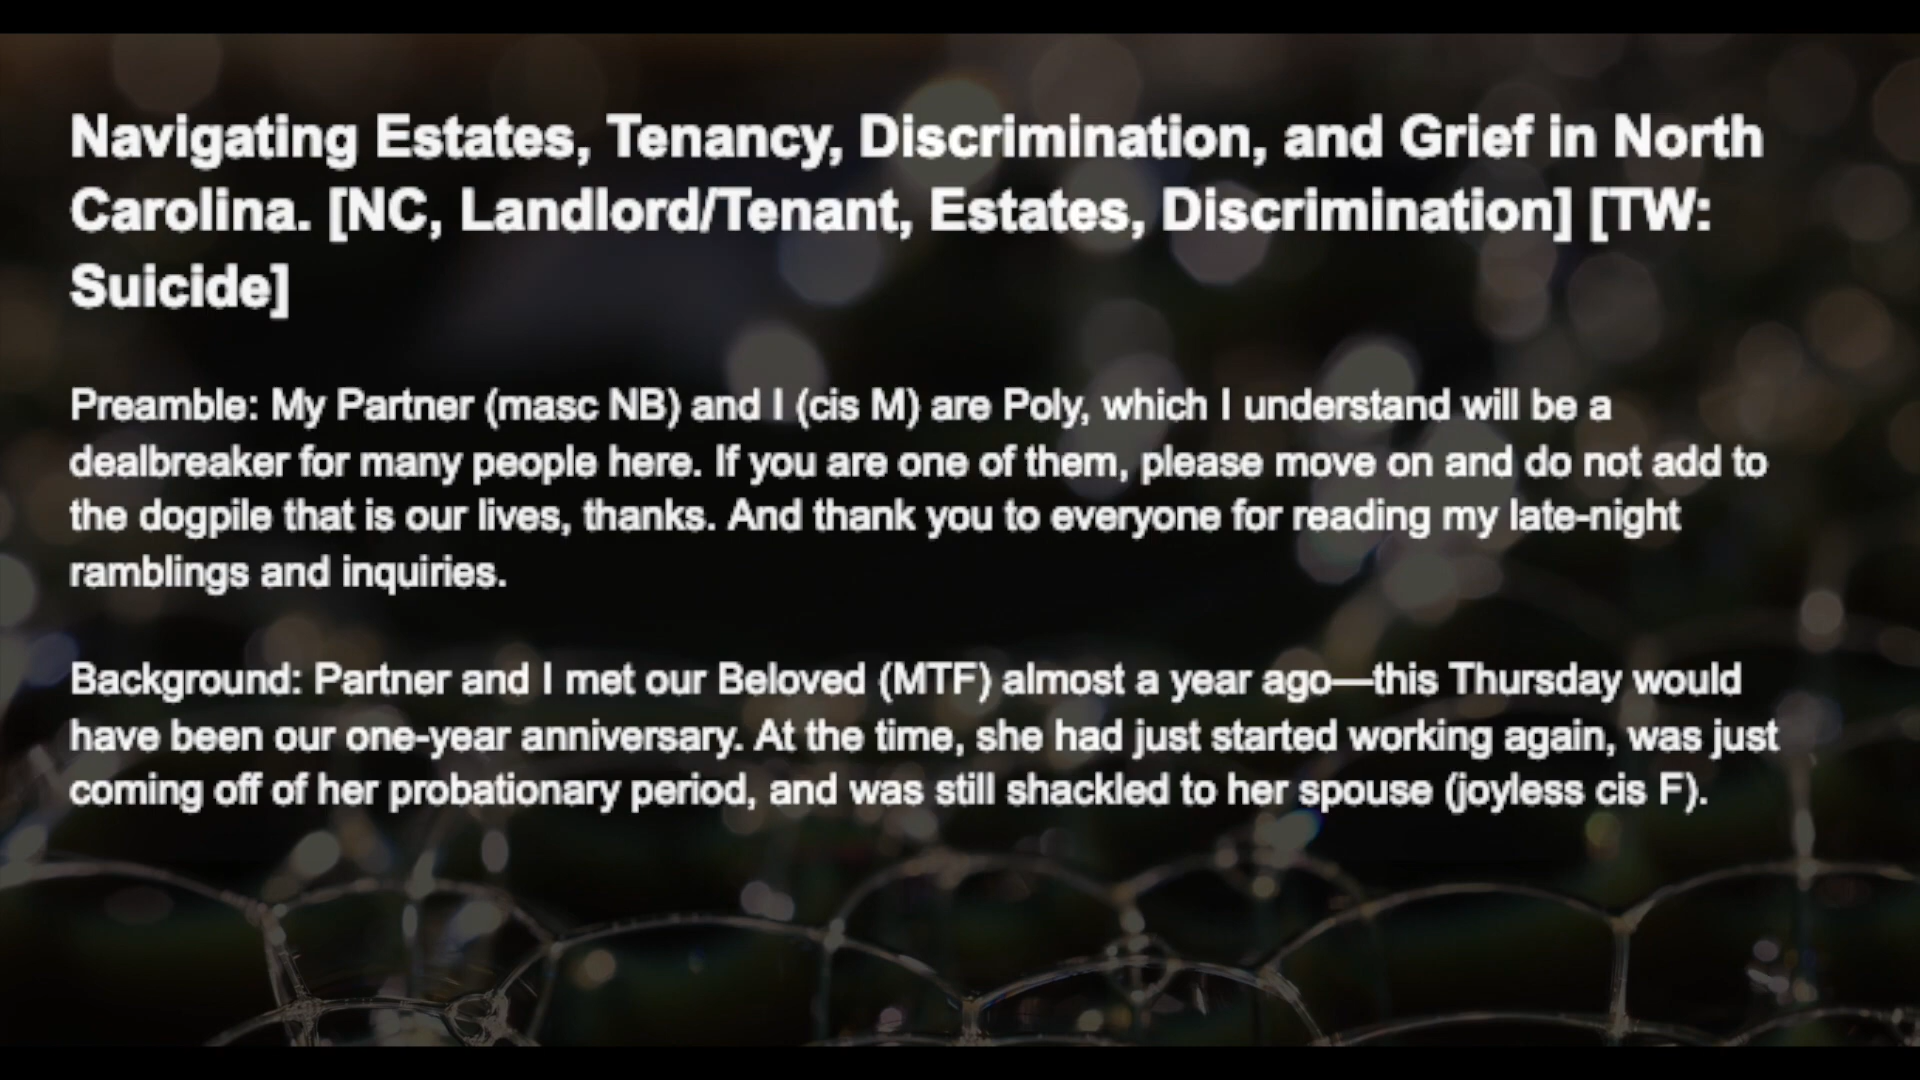 Navigating Estates, Tenancy, Discrimination, and Grief in North
Carolina. [NC, Landlord/Tenant, Estates, Discrimination] [TW:
Suicide]
Preamble: My Partner (masc NB) and I (cis M) are Poly, which I understand will be a
dealbreaker for many people here. If you are one of them, please move on and do not add to
the dogpile that is our lives, thanks. And thank you to everyone for reading my late-night
ramblings and inquiries.
Background: Partner and I met our Beloved (MTF) almost a year ago—this Thursday would
have been our one-year anniversary. At the time, she had just started working again, was just
coming off of her probationary period, and was still shackled to her spouse (joyless cis F).